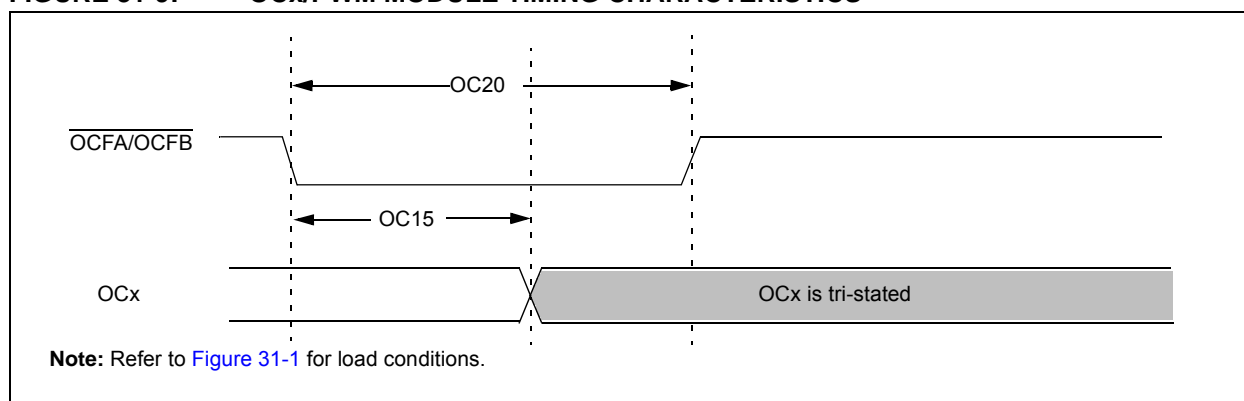 OC20
OCFA/OCFB
OC15
OCx
OCx is tri-stated
Note: Refer to Figure 31-1 for load conditions.